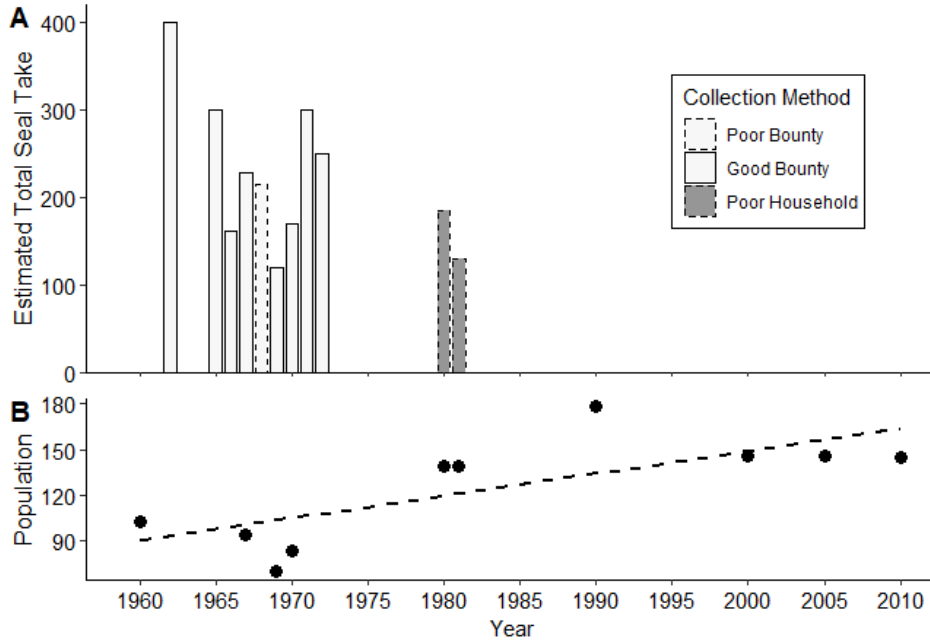 A
Estimated Total Seal Take
400
300
200
100
0
Collection Method
Poor Bounty
Good Bounty
Poor Household
B
Population
180
150
120
90
1960 1965 1970 1975 1980 1985 1990 1995 2000 2005 2010
Year